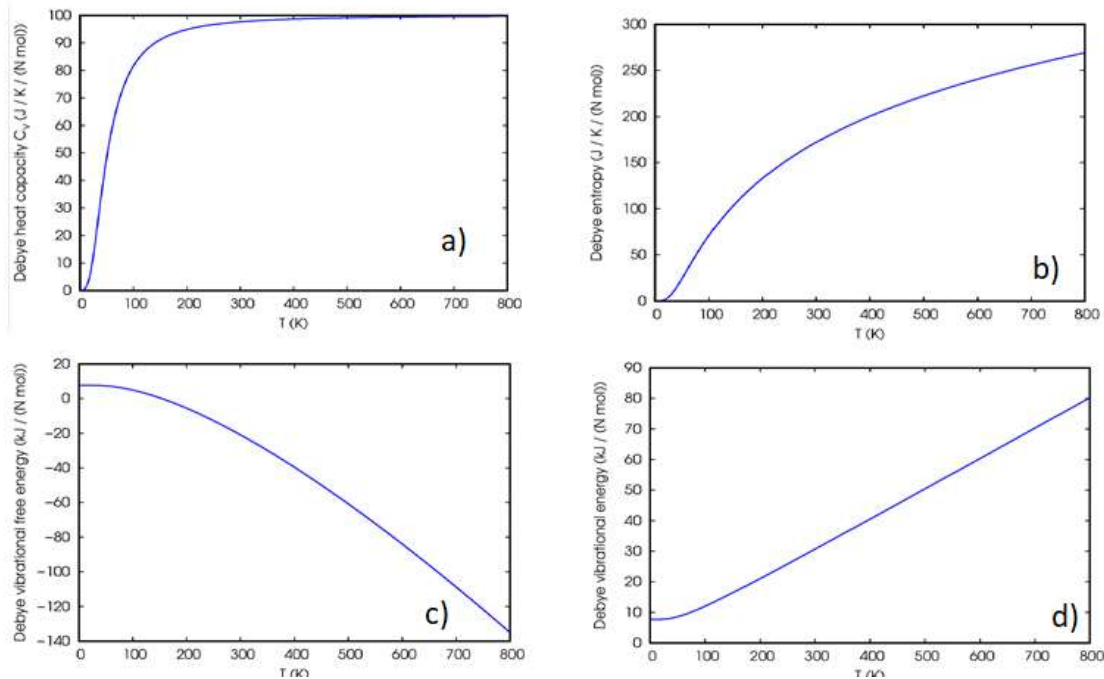 Debye heat capacity C_v (J / K / (N mol))
100
90
80
70
60
50
40
30
20
10
0
a)
0 100 200 300 400 500 600 700 800
T (K)
Debye entropy (J / K / (N mol))
300
250
200
150
100
50
0
b)
0 100 200 300 400 500 600 700 800
T (K)
Debye vibrational free energy (kJ / (N mol))
20
0
−20
−40
−60
−80
−100
−120
−140
c)
0 100 200 300 400 500 600 700 800
T (K)
Debye vibrational energy (kJ / (N mol))
90
80
70
60
50
40
30
20
10
0
d)
0 100 200 300 400 500 600 700 800
T (K)